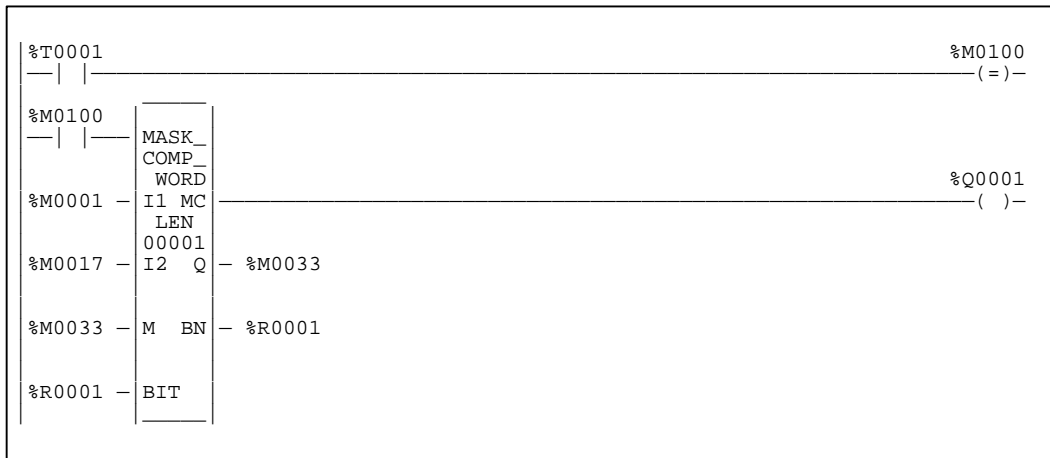 %T0001 %M0100
(=)
%M0100
MASK_
COMP_
WORD %Q0001
%M0001 I1 MC ( )
LEN
00001
%M0017 I2 Q %M0033
%M0033 M BN %R0001
%R0001 BIT